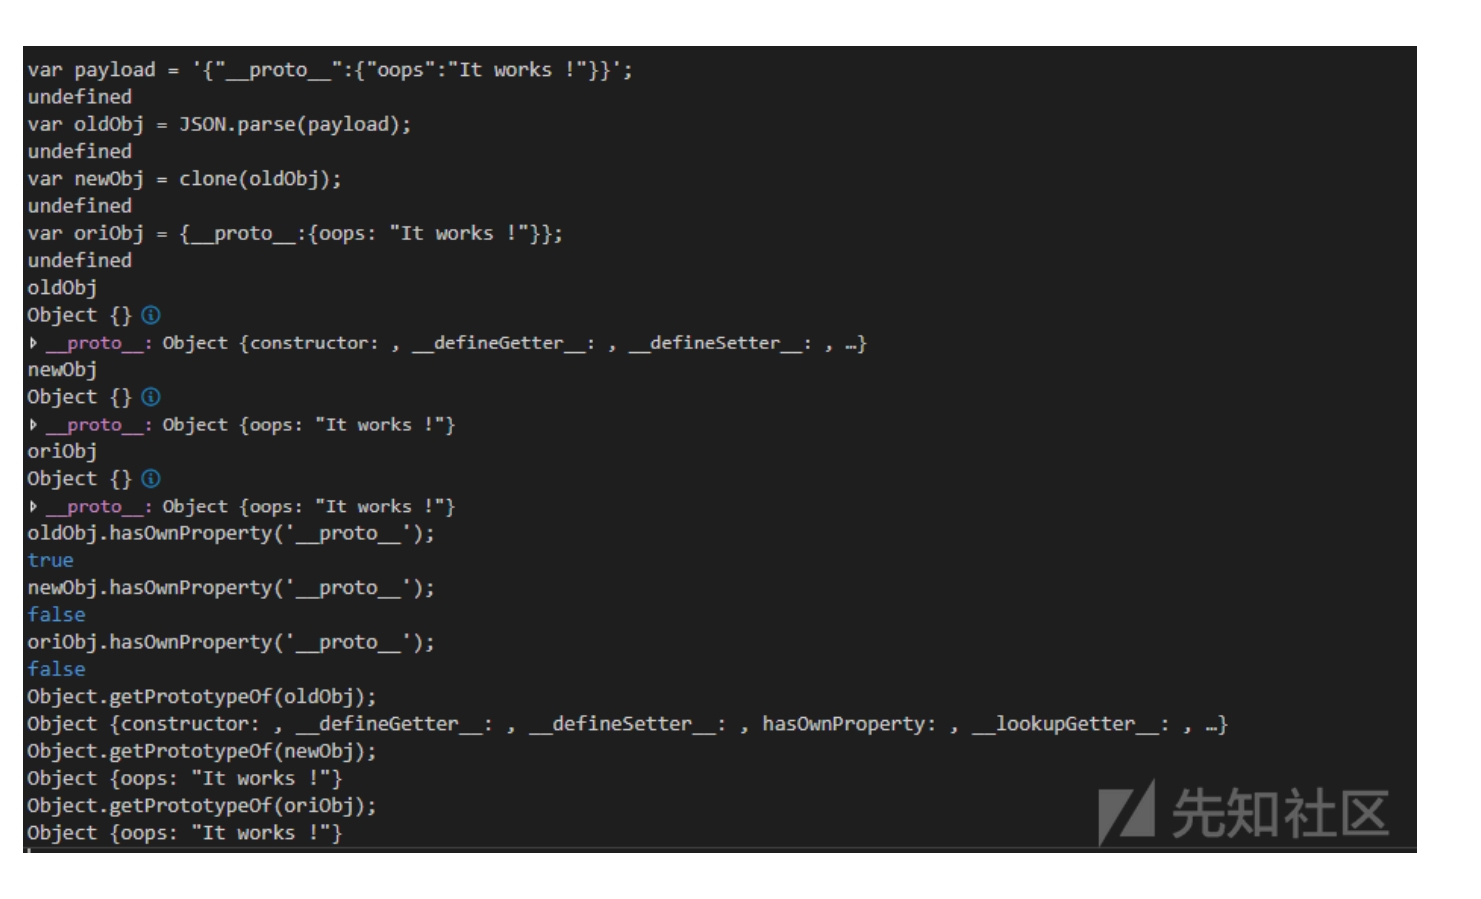 var payload = '{"__proto__":{"oops":"It works !"}}';
undefined
var oldObj = JSON.parse(payload);
undefined
var newObj = clone(oldObj);
undefined
var oriObj = {__proto__:{oops: "It works !"}};
undefined
oldObj
Object {}
__proto__: Object {constructor: , __defineGetter__: , __defineSetter__: , …}
newObj
Object {}
__proto__: Object {oops: "It works !"}
oriObj
Object {}
__proto__: Object {oops: "It works !"}
oldObj.hasOwnProperty('__proto__');
true
newObj.hasOwnProperty('__proto__');
false
oriObj.hasOwnProperty('__proto__');
false
Object.getPrototypeOf(oldObj);
Object {constructor: , __defineGetter__: , __defineSetter__: , hasOwnProperty: , __lookupGetter__: , …}
Object.getPrototypeOf(newObj);
Object {oops: "It works !"}
Object.getPrototypeOf(oriObj);
Object {oops: "It works !"}
先知社区